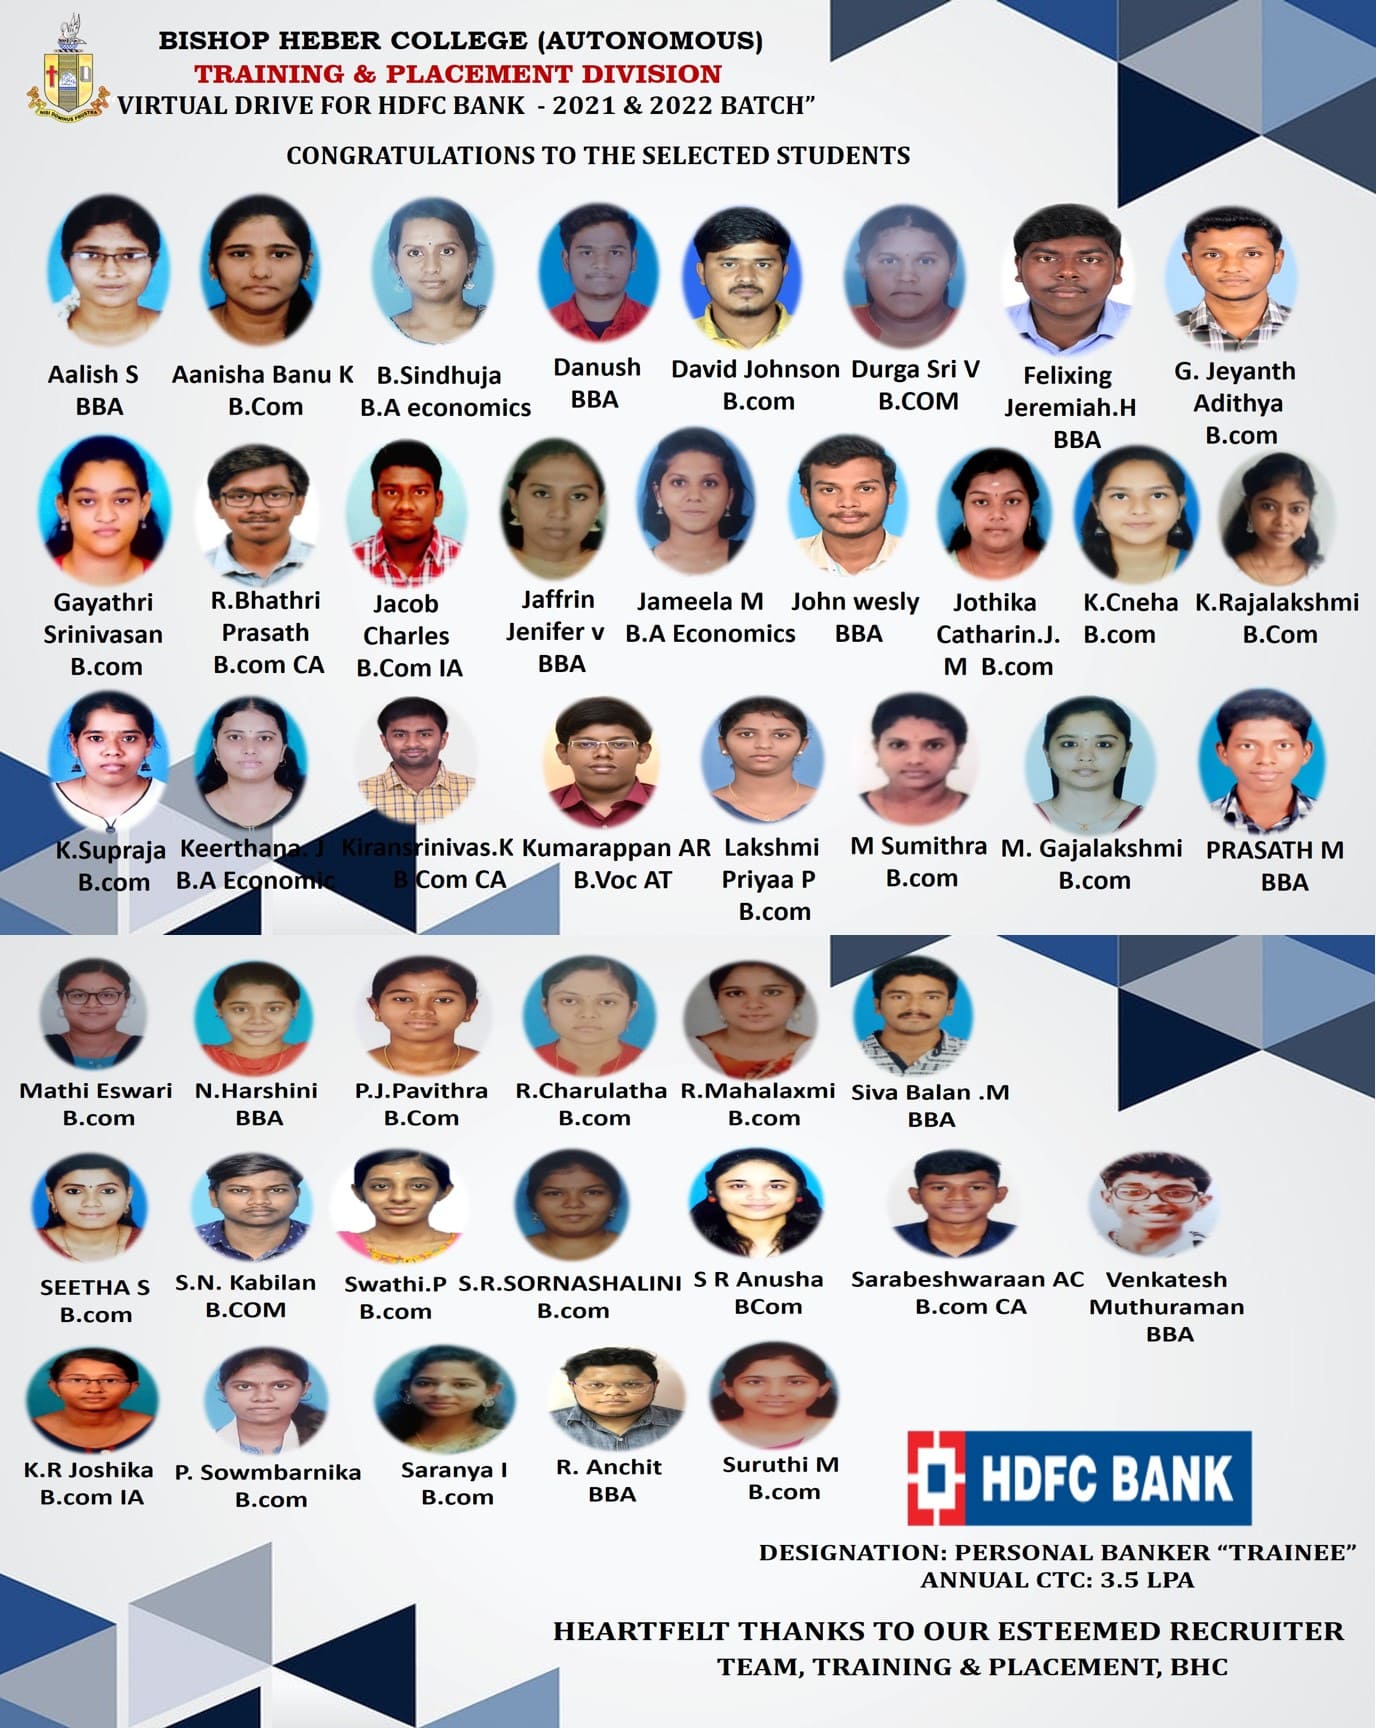 BISHOP HEBER COLLEGE (AUTONOMOUS)
TRAINING & PLACEMENT DIVISION
VIRTUAL DRIVE FOR HDFC BANK - 2021 & 2022 BATCH”
NISI DOMINUS FRUSTRA
CONGRATULATIONS TO THE SELECTED STUDENTS
Aalish S
BBA
Aanisha Banu K
B.Com
B.Sindhuja
B.A economics
Danush
BBA
David Johnson
B.com
Durga Sri V
B.COM
Felixing
Jeremiah.H
BBA
G. Jeyanth
Adithya
B.com
Gayathri
Srinivasan
B.com
R.Bhathri
Prasath
B.com CA
Jacob
Charles
B.Com IA
Jaffrin
Jenifer v
BBA
Jameela M
B.A Economics
John wesly
BBA
Jothika
Catharin.J.
M B.com
K.Cneha
B.com
K.Rajalakshmi
B.Com
K.Supraja
B.com
Keerthana. J
B.A Economic
Kiransrinivas.K
B Com CA
Kumarappan AR
B.Voc AT
Lakshmi
Priyaa P
B.com
M Sumithra
B.com
M. Gajalakshmi
B.com
PRASATH M
BBA
Mathi Eswari
B.com
N.Harshini
BBA
P.J.Pavithra
B.Com
R.Charulatha
B.com
R.Mahalaxmi
B.com
Siva Balan .M
BBA
SEETHA S
B.com
S.N. Kabilan
B.COM
Swathi.P
B.com
S.R.SORNASHALINI
B.com
S R Anusha
BCom
Sarabeshwaraan AC
B.com CA
Venkatesh
Muthuraman
BBA
K.R Joshika
B.com IA
P. Sowmbarnika
B.com
Saranya I
B.com
R. Anchit
BBA
Suruthi M
B.com
HDFC BANK
DESIGNATION: PERSONAL BANKER “TRAINEE”
ANNUAL CTC: 3.5 LPA
HEARTFELT THANKS TO OUR ESTEEMED RECRUITER
TEAM, TRAINING & PLACEMENT, BHC